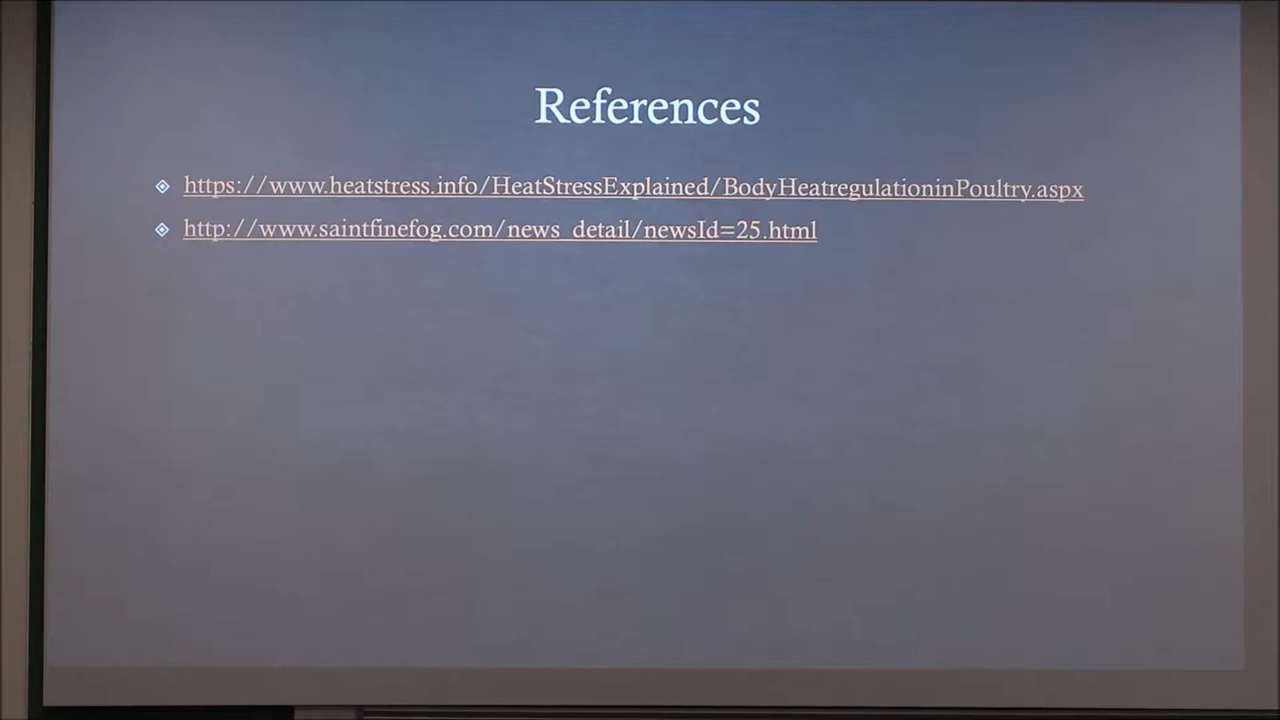 References
https://www.heatstress.info/HeatStressExplained/BodyHeatregulationinPoultry.aspx
http://www.saintfinefog.com/news_detail/newsId=25.html